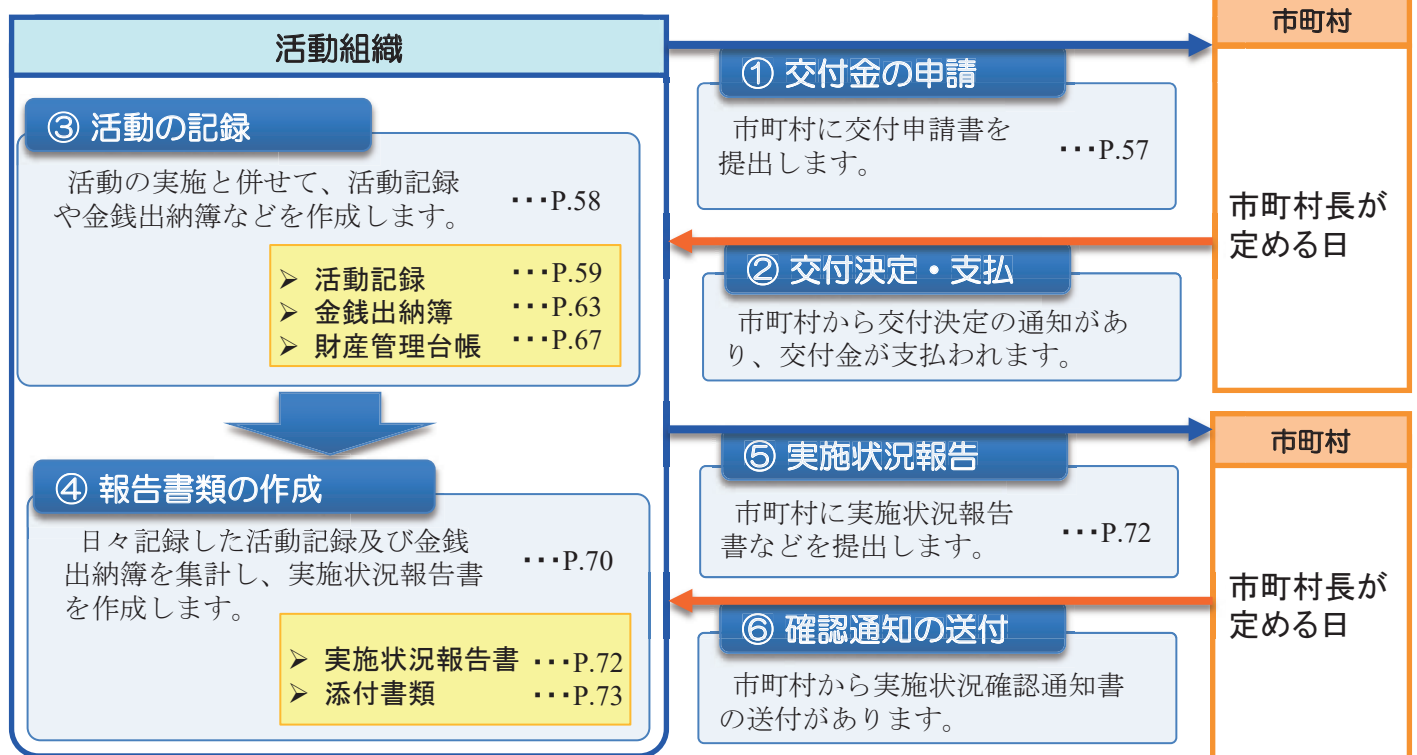 活動組織
市町村
① 交付金の申請
市町村に交付申請書を
提出します。
・・・P.57
市町村長が
定める日
② 交付決定・支払
市町村から交付決定の通知があ
り、交付金が支払われます。
③ 活動の記録
活動の実施と併せて、活動記録
や金銭出納簿などを作成します。
・・・P.58
➢ 活動記録 ・・・P.59
➢ 金銭出納簿 ・・・P.63
➢ 財産管理台帳 ・・・P.67
④ 報告書類の作成
日々記録した活動記録及び金銭
出納簿を集計し、実施状況報告書
を作成します。
・・・P.70
➢ 実施状況報告書 ・・・P.72
➢ 添付書類 ・・・P.73
市町村
⑤ 実施状況報告
市町村に実施状況報告
書などを提出します。
・・・P.72
市町村長が
定める日
⑥ 確認通知の送付
市町村から実施状況確認通知書
の送付があります。